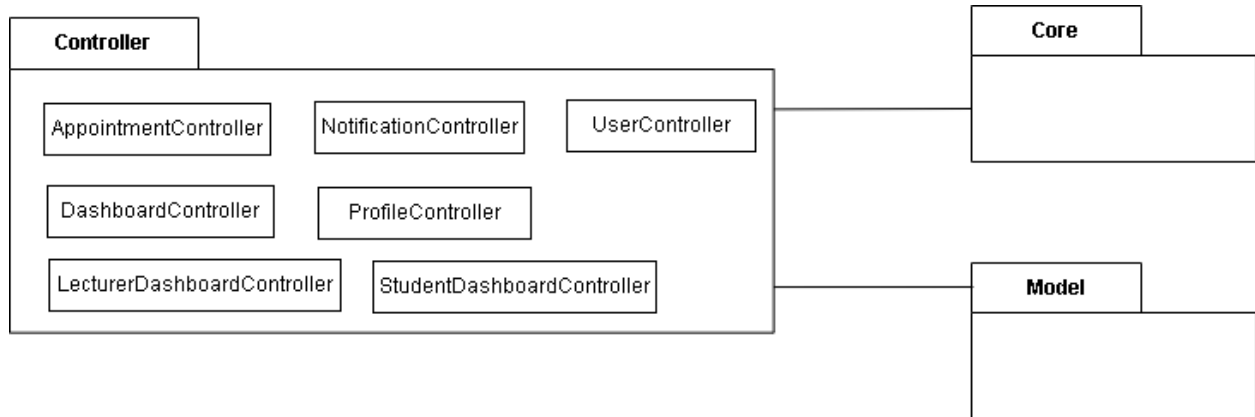 Controller
AppointmentController
NotificationController
UserController
DashboardController
ProfileController
LecturerDashboardController
StudentDashboardController
Core
Model